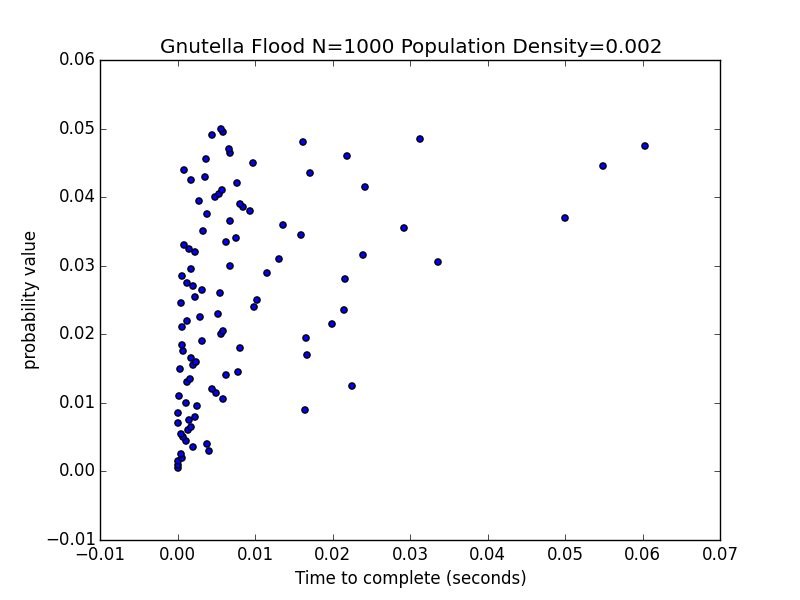 Gnutella Flood N=1000 Population Density=0.002
0.06
0.05
0.04
0.03
0.02
0.01
0.00
−0.01
probability value
−0.01 0.00 0.01 0.02 0.03 0.04 0.05 0.06 0.07
Time to complete (seconds)